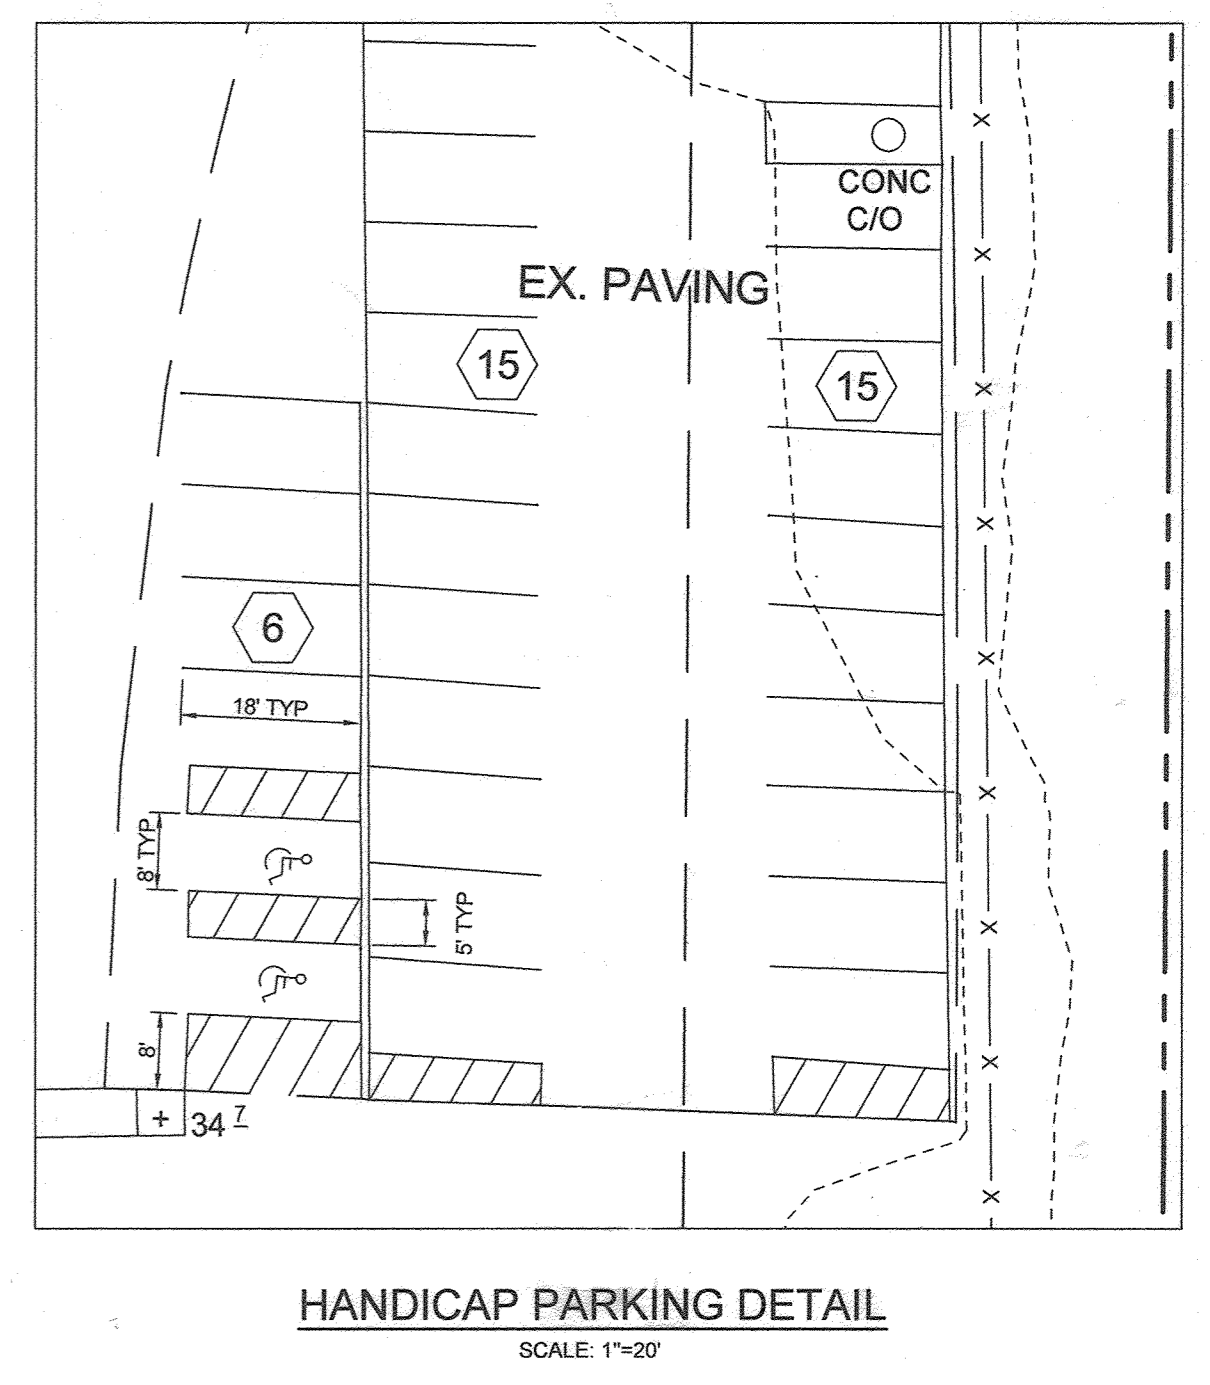 CONC
C/O
EX. PAVING
15
15
6
18' TYP
8' TYP
5' TYP
8'
+ 34 7
X
X
X
X
X
X
X
X
X
HANDICAP PARKING DETAIL
SCALE: 1"=20'